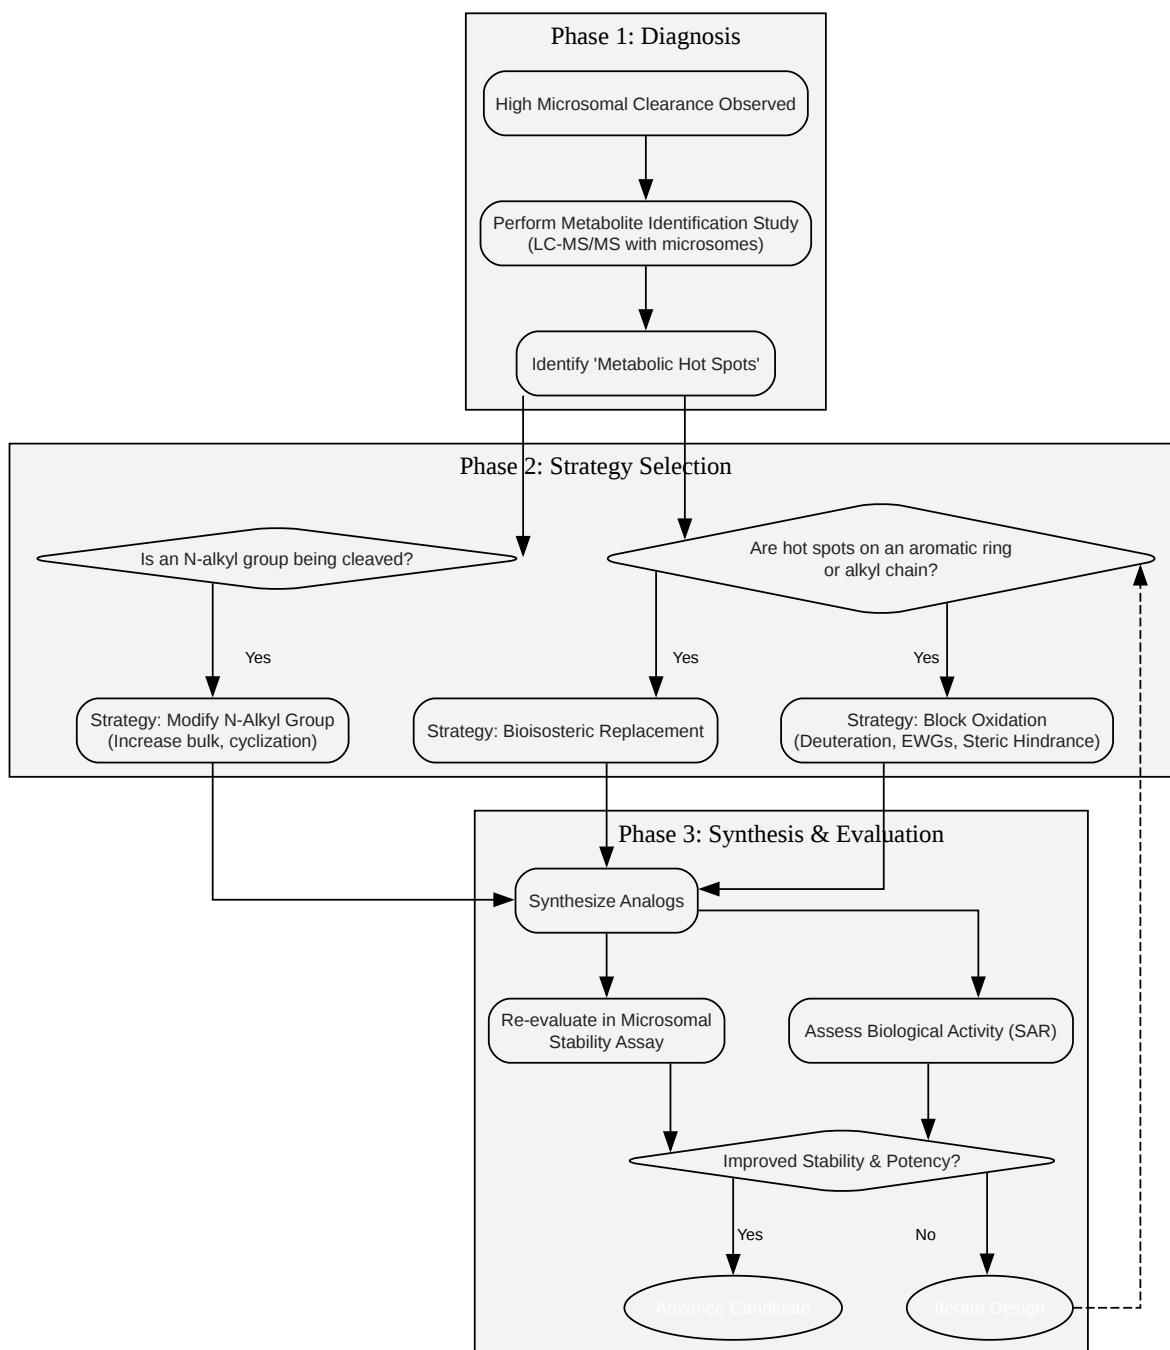 Phase 1: Diagnosis
High Microsomal Clearance Observed
Perform Metabolite Identification Study
(LC-MS/MS with microsomes)
Identify 'Metabolic Hot Spots'
Phase 2: Strategy Selection
Is an N-alkyl group being cleaved?
Are hot spots on an aromatic ring
or alkyl chain?
Yes
Yes
Yes
Strategy: Modify N-Alkyl Group
(Increase bulk, cyclization)
Strategy: Bioisosteric Replacement
Strategy: Block Oxidation
(Deuteration, EWGs, Steric Hindrance)
Phase 3: Synthesis & Evaluation
Synthesize Analogs
Re-evaluate in Microsomal
Stability Assay
Assess Biological Activity (SAR)
Improved Stability & Potency?
Yes
No
Advance Candidate
Iterate Design